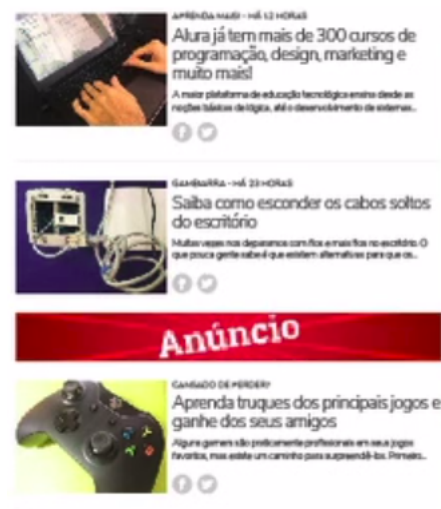 APRENDA MAIS! - HÁ 12 HORAS
Alura já tem mais de 300 cursos de
programação, design, marketing e
muito mais!
A maior plataforma de educação tecnológica ensina desde as
noções básicas de lógica, até o desenvolvimento de sistemas...
GAMBIARRA - HÁ 23 HORAS
Saiba como esconder os cabos soltos
do escritório
Muitas vezes nos deparamos com fios e mais fios no escritório. O
que pouca gente sabe é que existem alternativas para que os...
Anúncio
CANSADO DE PERDER?
Aprenda truques dos principais jogos e
ganhe dos seus amigos
Alguns gamers são praticamente profissionais em seus jogos
favoritos, mas existe um caminho para surpreendê-los. Primeiro...